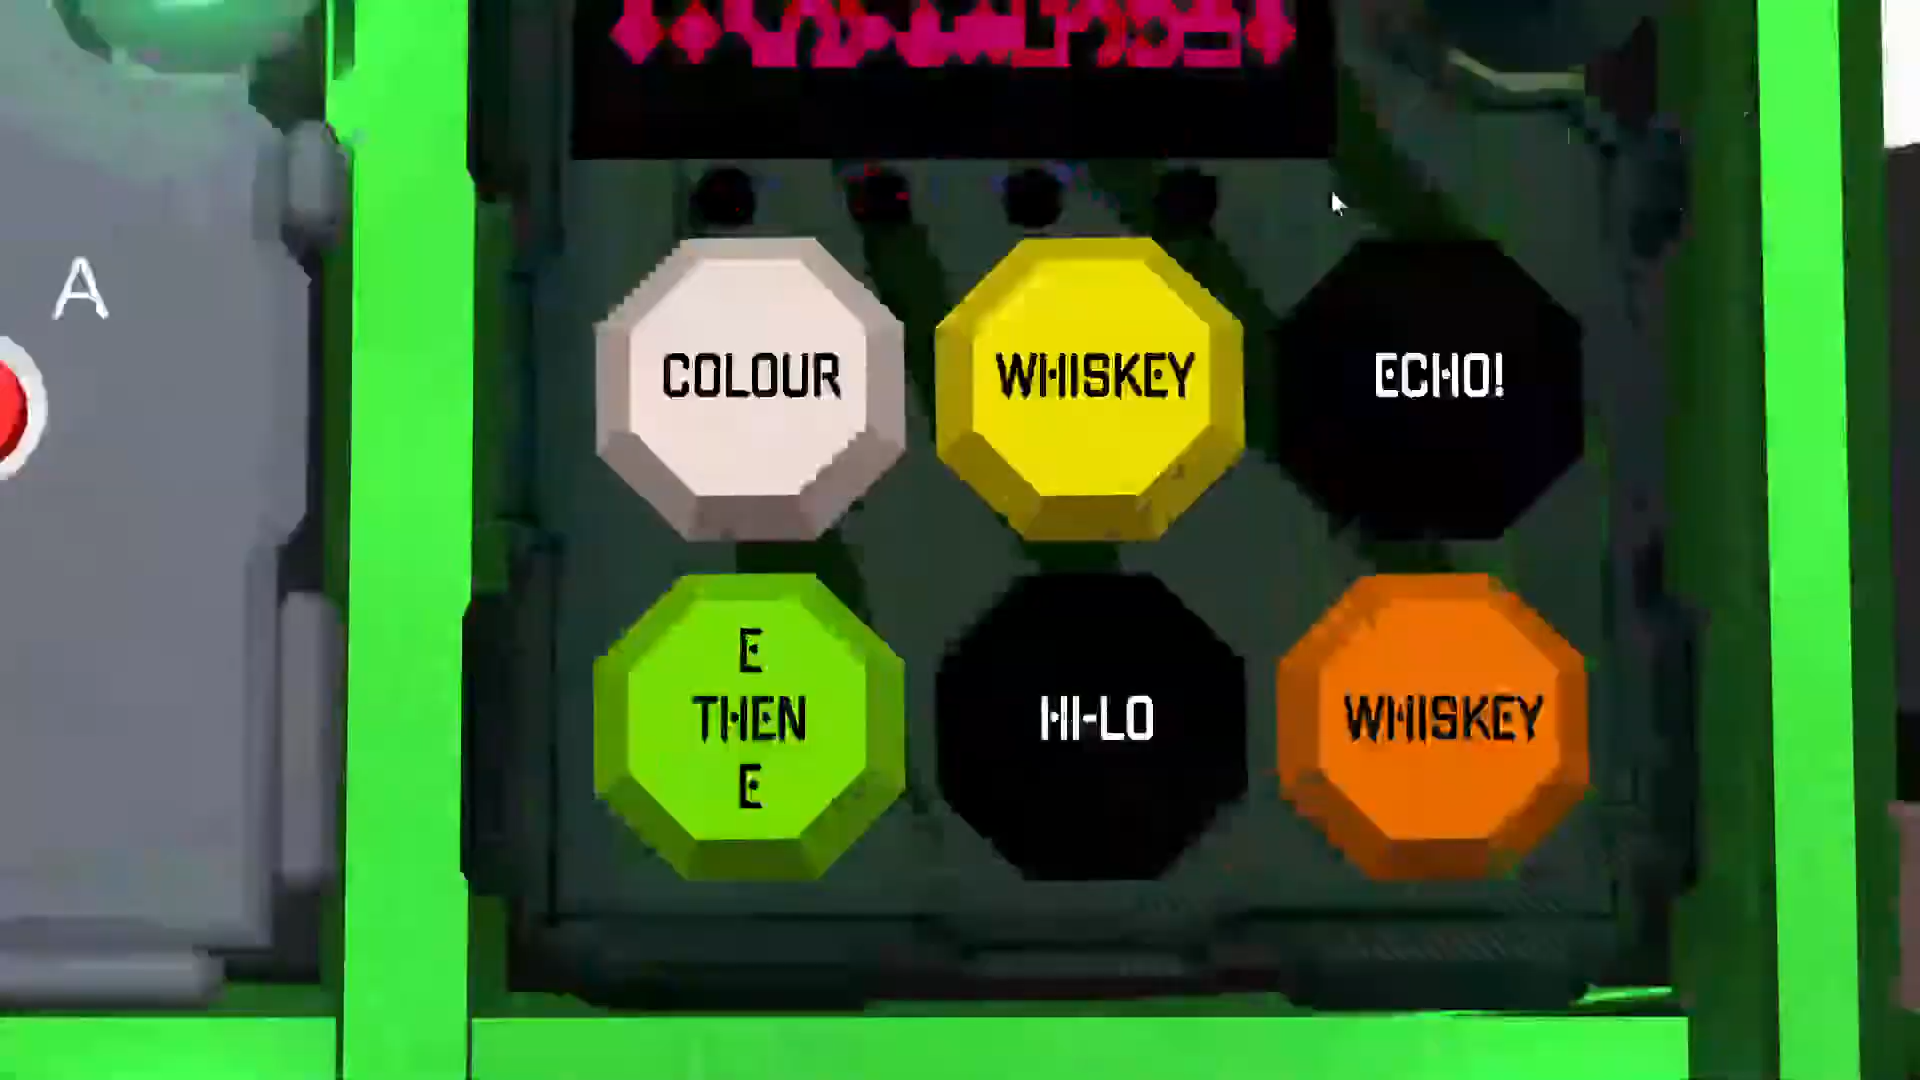 A
COLOUR
WHISKEY
ECHO!
E
THEN
E
HI-LO
WHISKEY